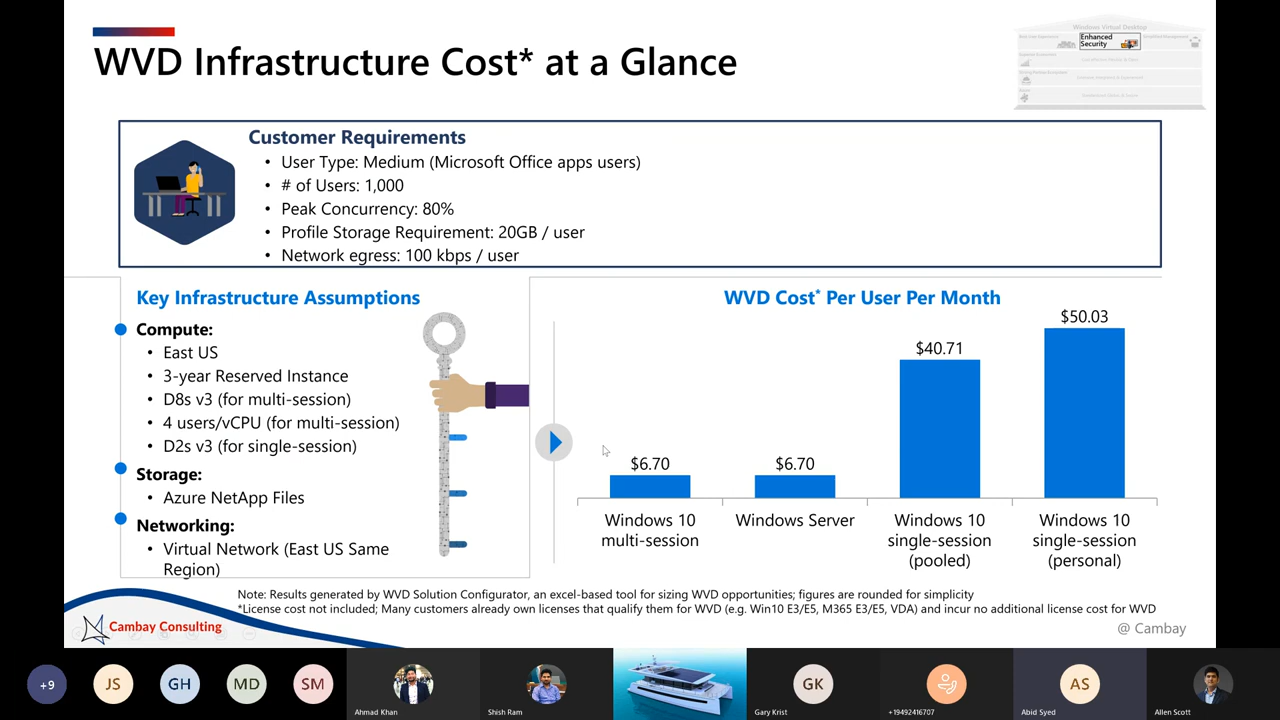 WVD Infrastructure Cost* at a Glance
Windows Virtual Desktop
Enhanced
Security
Customer Requirements
• User Type: Medium (Microsoft Office apps users)
• # of Users: 1,000
• Peak Concurrency: 80%
• Profile Storage Requirement: 20GB / user
• Network egress: 100 kbps / user
Key Infrastructure Assumptions
Compute:
• East US
• 3-year Reserved Instance
• D8s v3 (for multi-session)
• 4 users/vCPU (for multi-session)
• D2s v3 (for single-session)
Storage:
• Azure NetApp Files
Networking:
• Virtual Network (East US Same
Region)
WVD Cost* Per User Per Month
$6.70
$6.70
$40.71
$50.03
Windows 10
multi-session
Windows Server
Windows 10
single-session
(pooled)
Windows 10
single-session
(personal)
Note: Results generated by WVD Solution Configurator, an excel-based tool for sizing WVD opportunities; figures are rounded for simplicity
*License cost not included; Many customers already own licenses that qualify them for WVD (e.g. Win10 E3/E5, M365 E3/E5, VDA) and incur no additional license cost for WVD
Cambay Consulting
@ Cambay
+9
JS
GH
MD
SM
GK
AS
Ahmad Khan
Shish Ram
Gary Krist
+19492416707
Abid Syed
Allen Scott